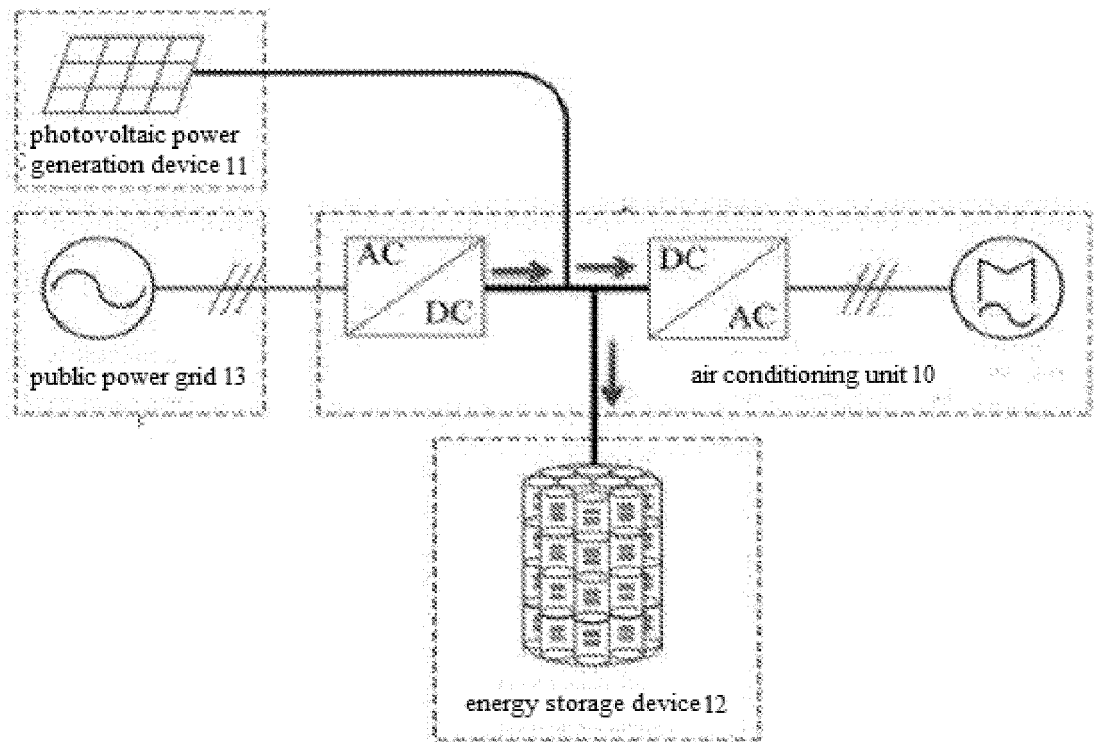 photovoltaic power
generation device 11
AC
DC
DC
AC
M
public power grid 13
air conditioning unit 10
energy storage device 12